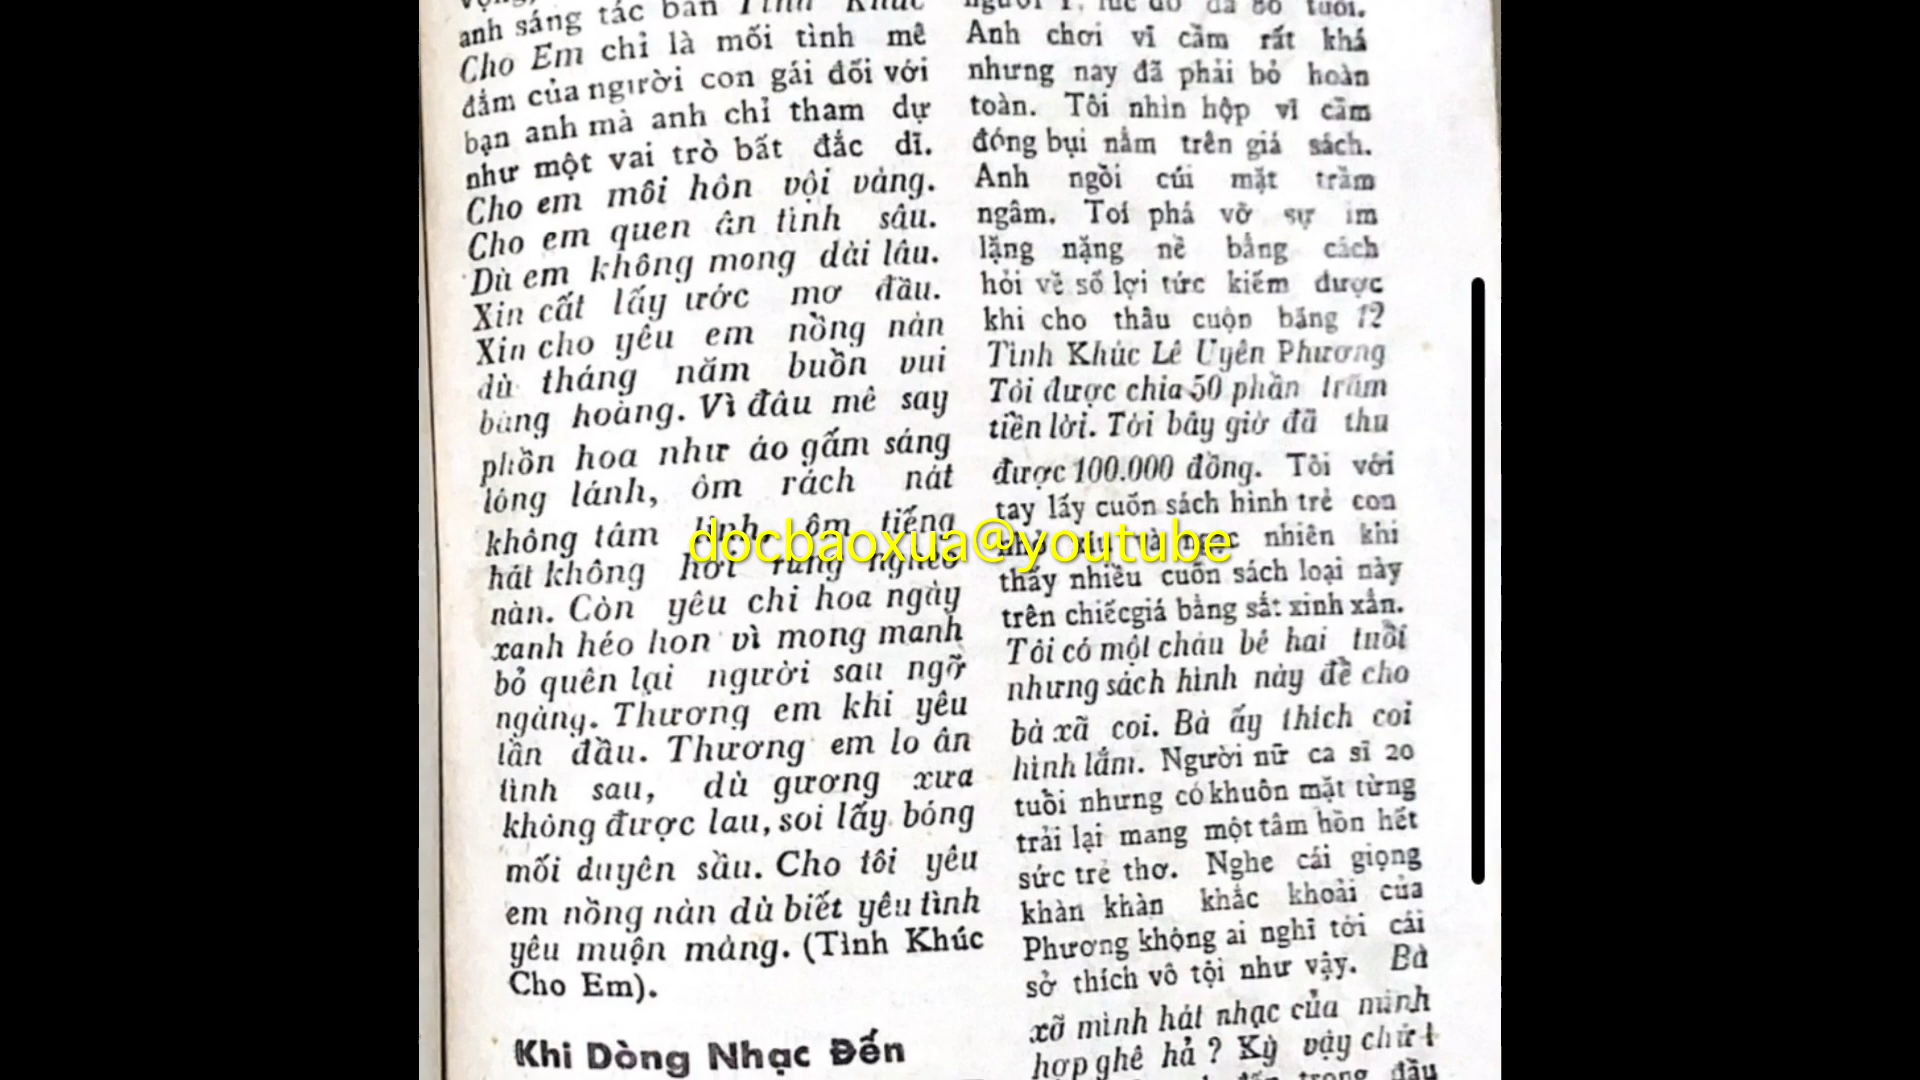 anh sáng tác bản Tình Khúc
Cho Em chỉ là mối tình mê
đắm của người con gái đối với
bạn anh mà anh chỉ tham dự
như một vai trò bất đắc dĩ.
Cho em môi hôn vội vàng.
Cho em quen ân tình sâu.
Dù em không mong dài lâu.
Xin cất lấy ước mơ đầu.
Xin cho yêu em nồng nàn
dù tháng năm buồn vui
bàng hoàng. Vì đâu mê say
phồn hoa như áo gấm sáng
lóng lánh, ôm rách nát
không tâm linh, ôm tiếng
hát không hơi rung nghèo
nàn. Còn yêu chi hoa ngày
xanh héo hon vì mong manh
bỏ quên lại người sau ngỡ
ngàng. Thương em khi yêu
lần đầu. Thương em lo ân
tình sau, dù gương xưa
không được lau, soi lấy bóng
mối duyên sầu. Cho tôi yêu
em nồng nàn dù biết yêu tình
yêu muộn màng. (Tình Khúc
Cho Em).
Khi Dòng Nhạc Đến
Anh chơi vĩ cầm rất khá
nhưng nay đã phải bỏ hoàn
toàn. Tôi nhìn hộp vĩ cầm
đóng bụi nằm trên giá sách.
Anh ngồi cúi mặt trầm
ngâm. Toí phá vỡ sự im
lặng nặng nề bằng cách
hỏi về số lợi tức kiếm được
khi cho thâu cuộn băng 12
Tình Khúc Lê Uyên Phương
Tôi được chia 50 phần trăm
tiền lời. Tới bây giờ đã thu
được 100.000 đồng. Tôi với
tay lấy cuốn sách hình trẻ con
nhiên khi
thấy nhiều cuốn sách loại này
trên chiếcgiá bằng sắt xinh xắn.
Tôi có một cháu bé hai tuổi
nhưng sách hình này để cho
bà xã coi. Bà ấy thích coi
hình lắm. Người nữ ca sĩ 20
tuổi nhưng có khuôn mặt từng
trải lại mang một tâm hồn hết
sức trẻ thơ. Nghe cái giọng
khàn khàn khắc khoải của
Phương không ai nghĩ tới cái
sở thích vô tội như vậy. Bà
xã mình hát nhạc của mình
hợp ghê hả ? Kỳ vậy chứ
trong đầu
docbaoxua@youtube